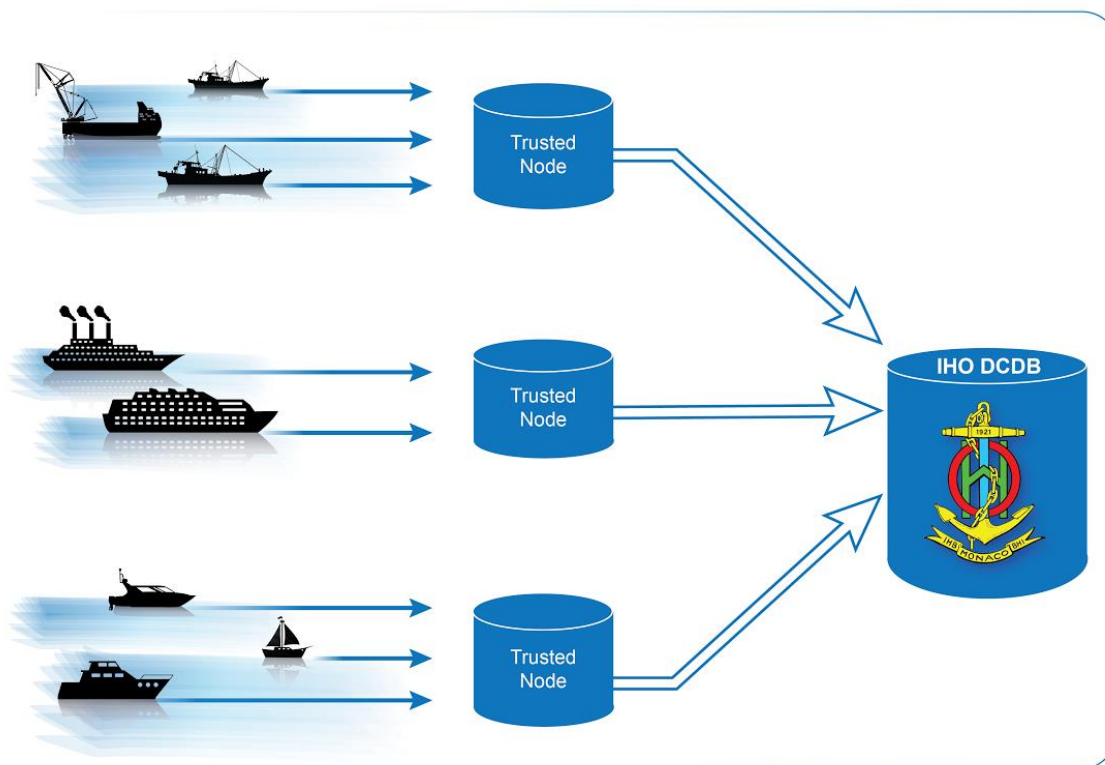 Trusted
Node
Trusted
Node
IHO DCDB
1921
IHB MONACO BHI
Trusted
Node